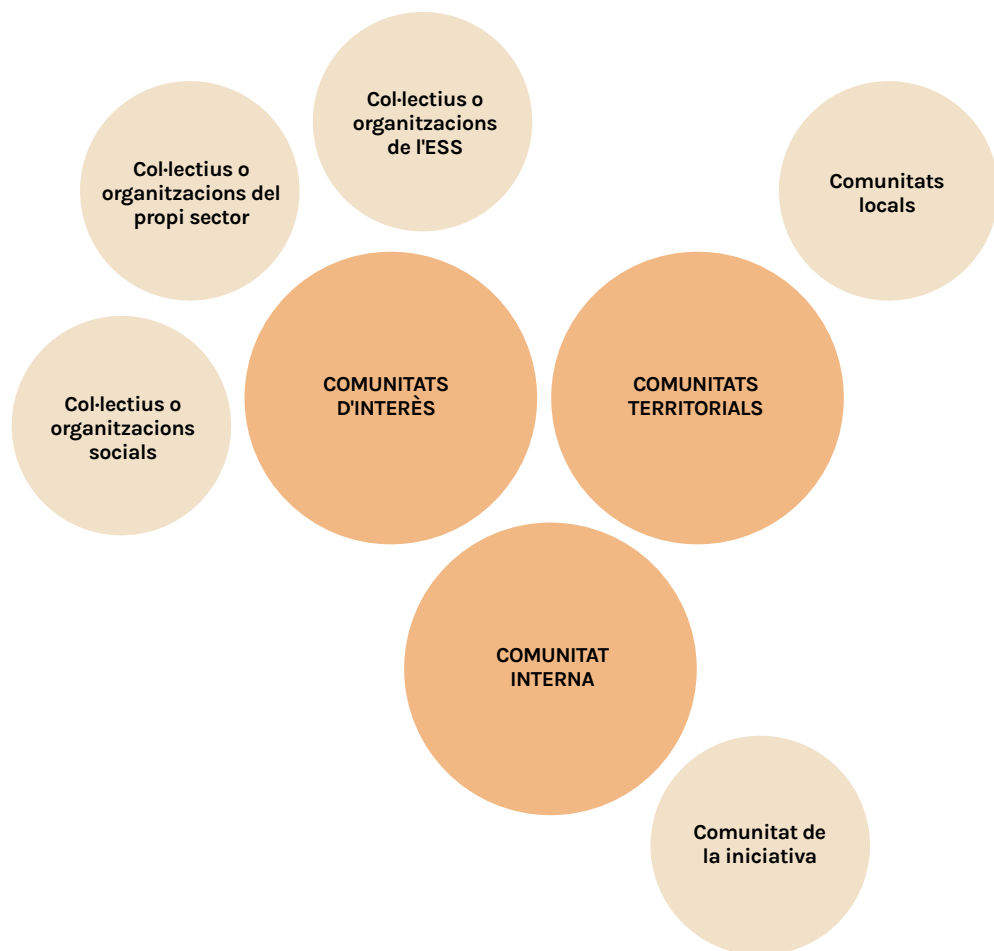 Col·lectius o
organitzacions
de l'ESS
Col·lectius o
organitzacions del
propi sector
Comunitats
locals
Col·lectius o
organitzacions
socials
COMUNITATS
D'INTERÈS
COMUNITATS
TERRITORIALS
COMUNITAT
INTERNA
Comunitat de
la iniciativa